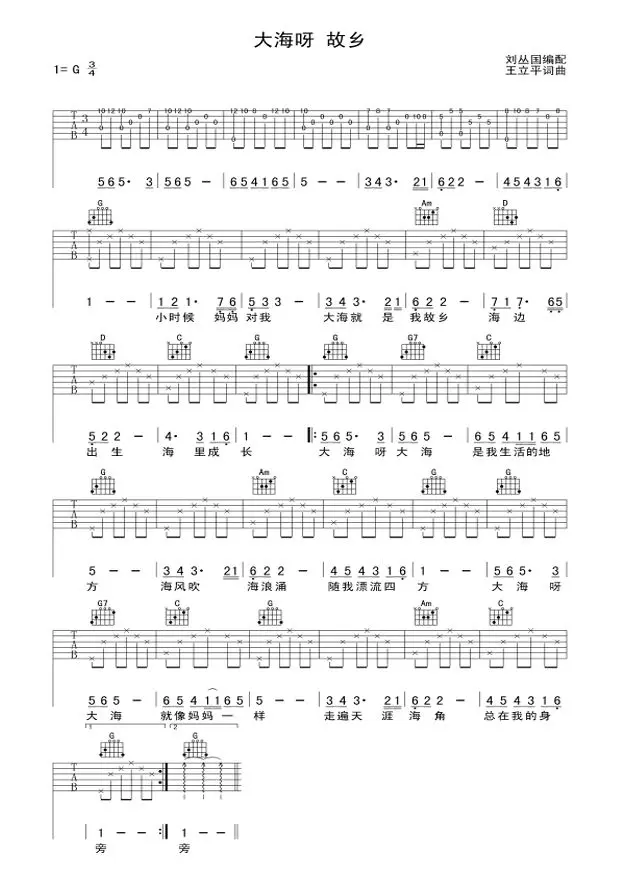 大海呀 故乡
1= G 3/4
刘丛国编配
王立平词曲
5 6 5· 3 | 5 6 5 — | 6 5 4 1 6 5 | 5 — — | 3 4 3· 2 1 | 6 2 2 — | 4 5 4 3 1 6
G Am D
1 — — | 1 2 1· 7 6 | 5 3 3 — | 3 4 3· 2 1 | 6 2 2 — | 7 1 7· 6 5
小时候 妈妈 对我 大海就 是 我故乡 海 边
D C G G G7 C
5 2 2 — | 4· 3 1 6 | 1 — — |: 5 6 5· 3 | 5 6 5 — | 6 5 4 1 1 6
出 生 海 里成 长 大 海 呀 大 海 是我生活的地
G Am C G G
5 — — | 3 4 3· 2 1 | 6 2 2 — | 4 5 4 3 1 6 | 1 — — | 5 6 5· 3
方 海风吹 海浪涌 随我漂流四 方 大 海 呀
G7 C G Am C
5 6 5 — | 6 5 4 1 1 6 5 | 5 — — | 3 4 3· 2 1 | 6 2 2 — | 4 5 4 3 1 6
大 海 就像妈妈一 样 走遍天 涯 海 角 总在我的身
1 2
G G
1 — — :| 1 — —
旁 旁